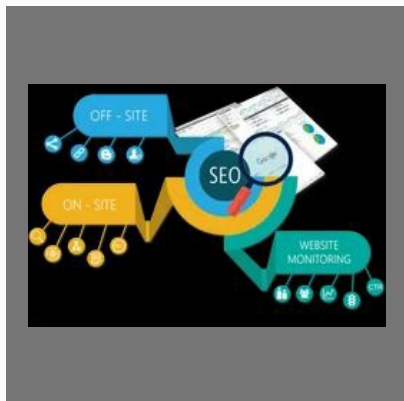 OFF - SITE
SEO
Google
ON - SITE
WEBSITE
MONITORING
CTR